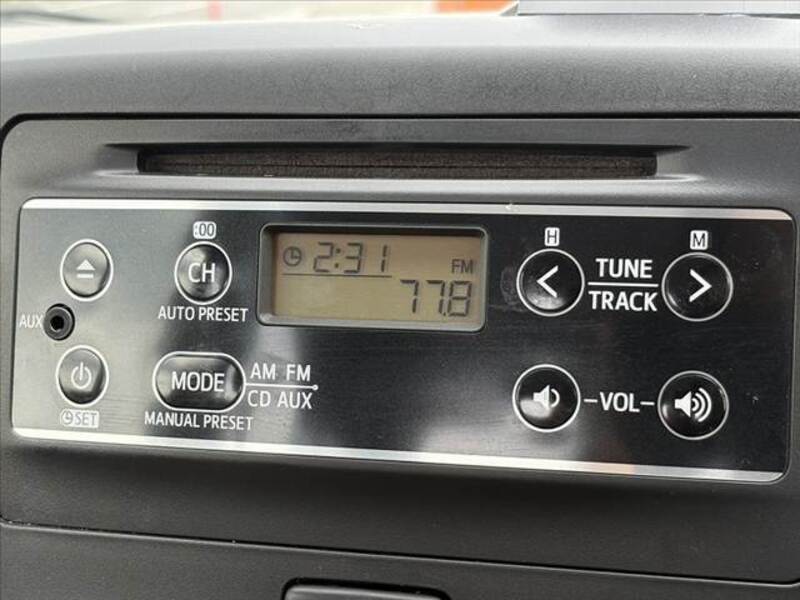 :00
H
M
CH
AUTO PRESET
2:31
FM
77.8
TUNE
TRACK
AUX
MODE
AM FM
CD AUX
MANUAL PRESET
SET
-VOL-